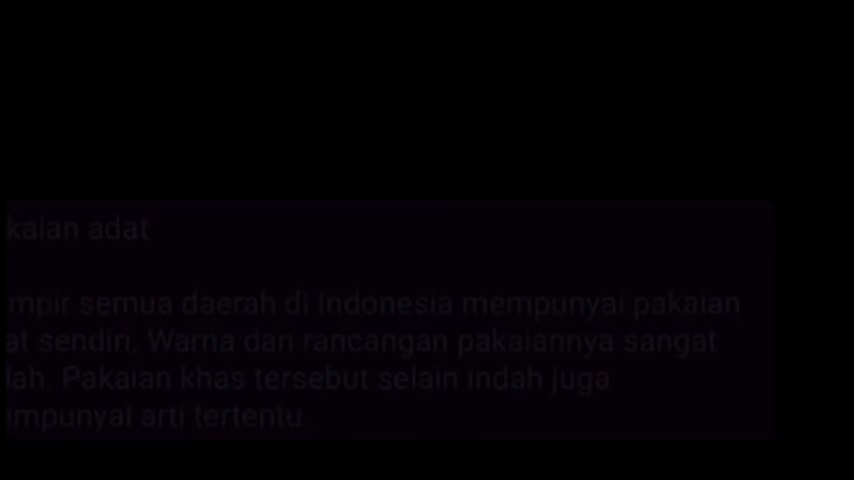 kaian adat
mpir semua daerah di Indonesia mempunyai pakaian
at sendiri. Warna dan rancangan pakaiannya sangat
lah. Pakaian khas tersebut selain indah juga
mpunyai arti tertentu.